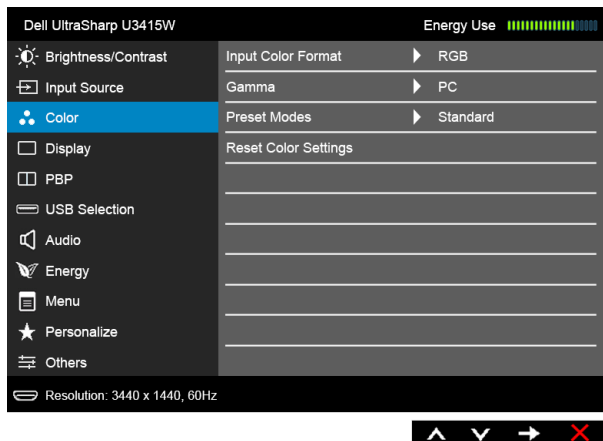 Dell UltraSharp U3415W Energy Use
Brightness/Contrast Input Color Format RGB
Input Source Gamma PC
Color Preset Modes Standard
Display Reset Color Settings
PBP
USB Selection
Audio
Energy
Menu
Personalize
Others
Resolution: 3440 x 1440, 60Hz